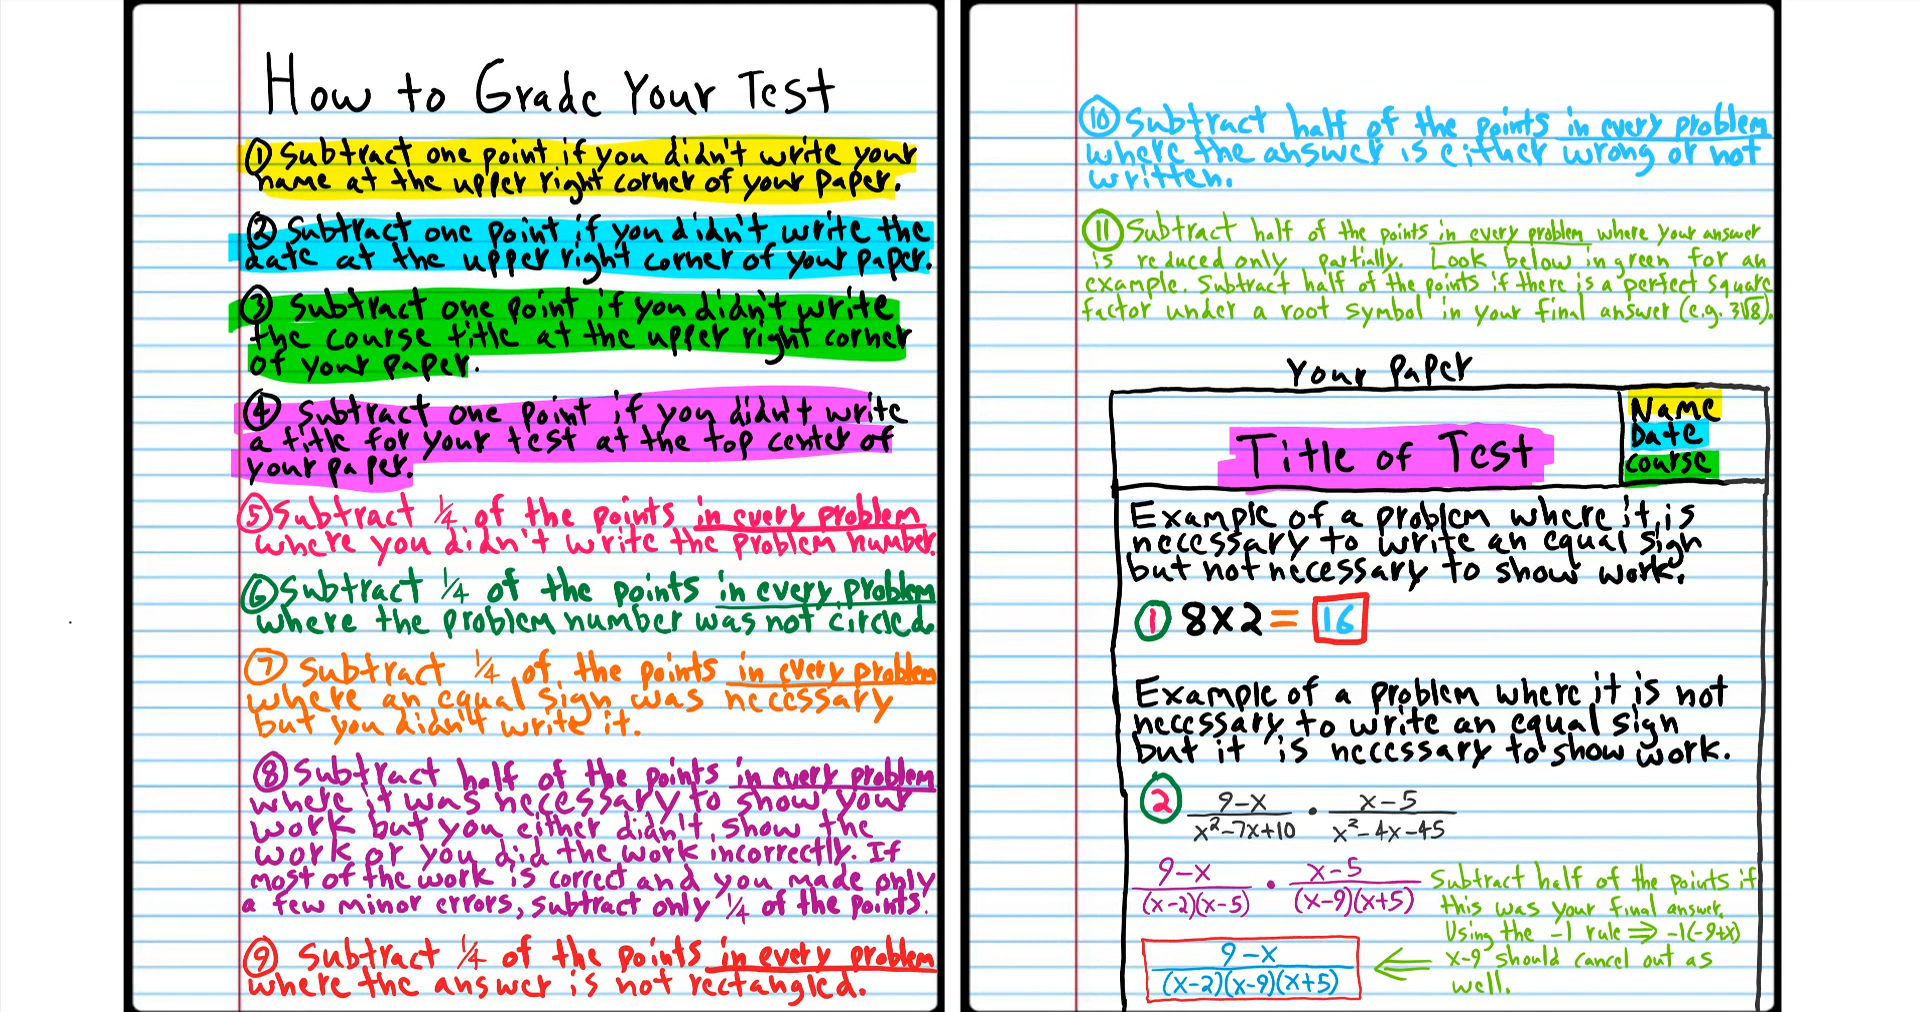 How to Grade Your Test
① Subtract one point if you didn't write your
name at the upper right corner of your paper.
② Subtract one point if you didn't write the
date at the upper right corner of your paper.
③ Subtract one point if you didn't write
the course title at the upper right corner
of your paper.
④ Subtract one point if you didn't write
a title for your test at the top center of
your paper.
⑤ Subtract 1/4 of the points in every problem
where you didn't write the problem number.
⑥ Subtract 1/4 of the points in every problem
where the problem number was not circled.
⑦ Subtract 1/4 of the points in every problem
where an equal sign was necessary
but you didn't write it.
⑧ Subtract half of the points in every problem
where it was necessary to show your
work but you either didn't show the
work or you did the work incorrectly. If
most of the work is correct and you made only
a few minor errors, subtract only 1/4 of the points.
⑨ Subtract 1/4 of the points in every problem
where the answer is not rectangled.
⑩ Subtract half of the points in every problem
where the answer is either wrong or not
written.
⑪ Subtract half of the points in every problem where your answer
is reduced only partially. Look below in green for an
example. Subtract half of the points if there is a perfect square
factor under a root symbol in your final answer (e.g. 3√8).
Your Paper
Name
Date
Course
Title of Test
Example of a problem where it is
necessary to write an equal sign
but not necessary to show work.
① 8x2 = 16
Example of a problem where it is not
necessary to write an equal sign
but it is necessary to show work.
② 9-x/x²-7x+10 · x-5/x²-4x-45
9-x/(x-2)(x-5) · x-5/(x-9)(x+5)
Subtract half of the points if
this was your final answer.
Using the -1 rule ⇒ -1(-9+x)
x-9 should cancel out as
well.
9-x/(x-2)(x-9)(x+5)